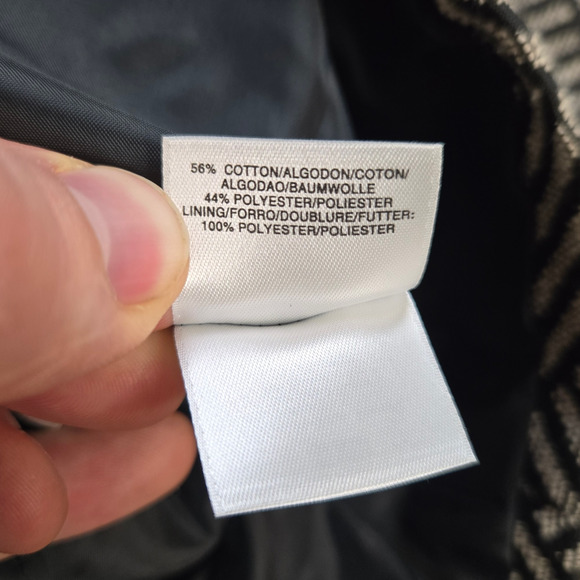 56% COTTON/ALGODON/COTON/
ALGODAO/BAUMWOLLE
44% POLYESTER/POLIESTER
LINING/FORRO/DOUBLURE/FUTTER:
100% POLYESTER/POLIESTER